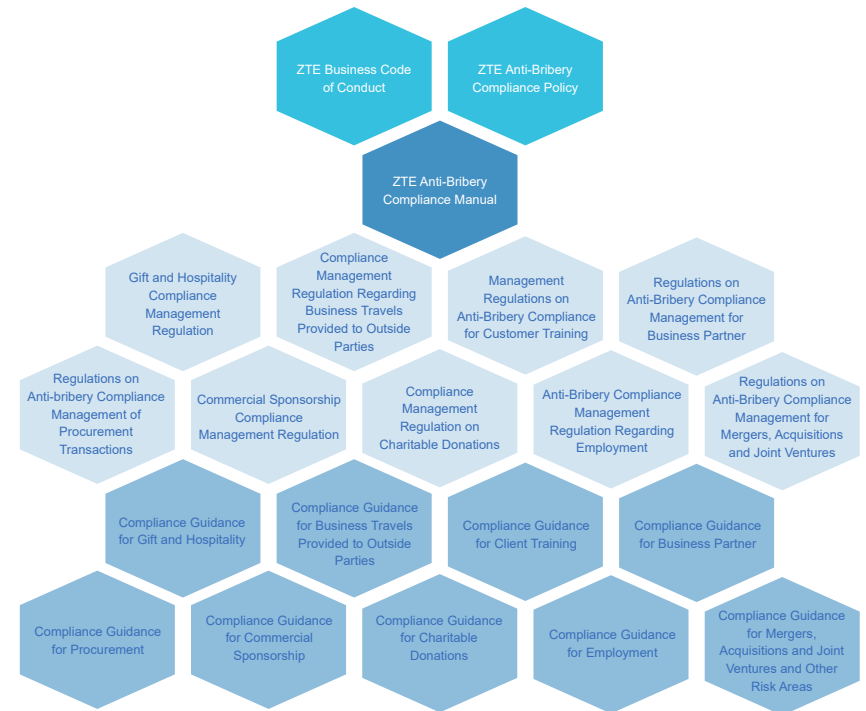 ZTE Business Code
of Conduct
ZTE Anti-Bribery
Compliance Policy
ZTE Anti-Bribery
Compliance Manual
Gift and Hospitality
Compliance
Management
Regulation
Compliance
Management
Regulation Regarding
Business Travels
Provided to Outside
Parties
Management
Regulations on
Anti-Bribery Compliance
for Customer Training
Regulations on
Anti-Bribery Compliance
Management for
Business Partner
Regulations on
Anti-bribery Compliance
Management of
Procurement
Transactions
Commercial Sponsorship
Compliance
Management Regulation
Compliance
Management
Regulation on
Charitable Donations
Anti-Bribery Compliance
Management
Regulation Regarding
Employment
Regulations on
Anti-Bribery Compliance
Management for
Mergers, Acquisitions
and Joint Ventures
Compliance Guidance
for Gift and Hospitality
Compliance Guidance
for Business Travels
Provided to Outside
Parties
Compliance Guidance
for Client Training
Compliance Guidance
for Business Partner
Compliance Guidance
for Procurement
Compliance Guidance
for Commercial
Sponsorship
Compliance Guidance
for Charitable
Donations
Compliance Guidance
for Employment
Compliance Guidance
for Mergers,
Acquisitions and Joint
Ventures and Other
Risk Areas